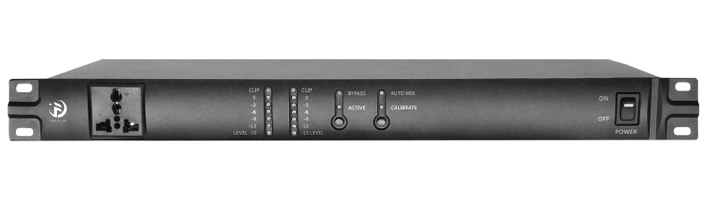 CLIP
0
-3
-6
-9
-12
LEVEL -15
CLIP
0
-3
-6
-9
-12
-15 LEVEL
BYPASS
ACTIVE
AUTO MIX
CALIBRATE
ON
OFF
POWER